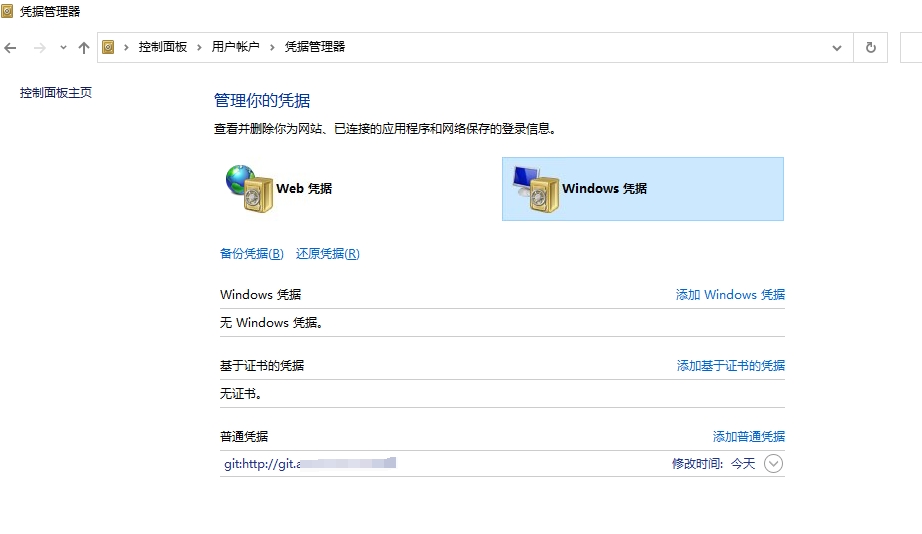 凭据管理器
控制面板 › 用户帐户 › 凭据管理器
控制面板主页
管理你的凭据
查看并删除你为网站、已连接的应用程序和网络保存的登录信息。
Web 凭据 Windows 凭据
备份凭据(B) 还原凭据(R)
Windows 凭据 添加 Windows 凭据
无 Windows 凭据。
基于证书的凭据 添加基于证书的凭据
无证书。
普通凭据 添加普通凭据
git:http://git. 修改时间: 今天